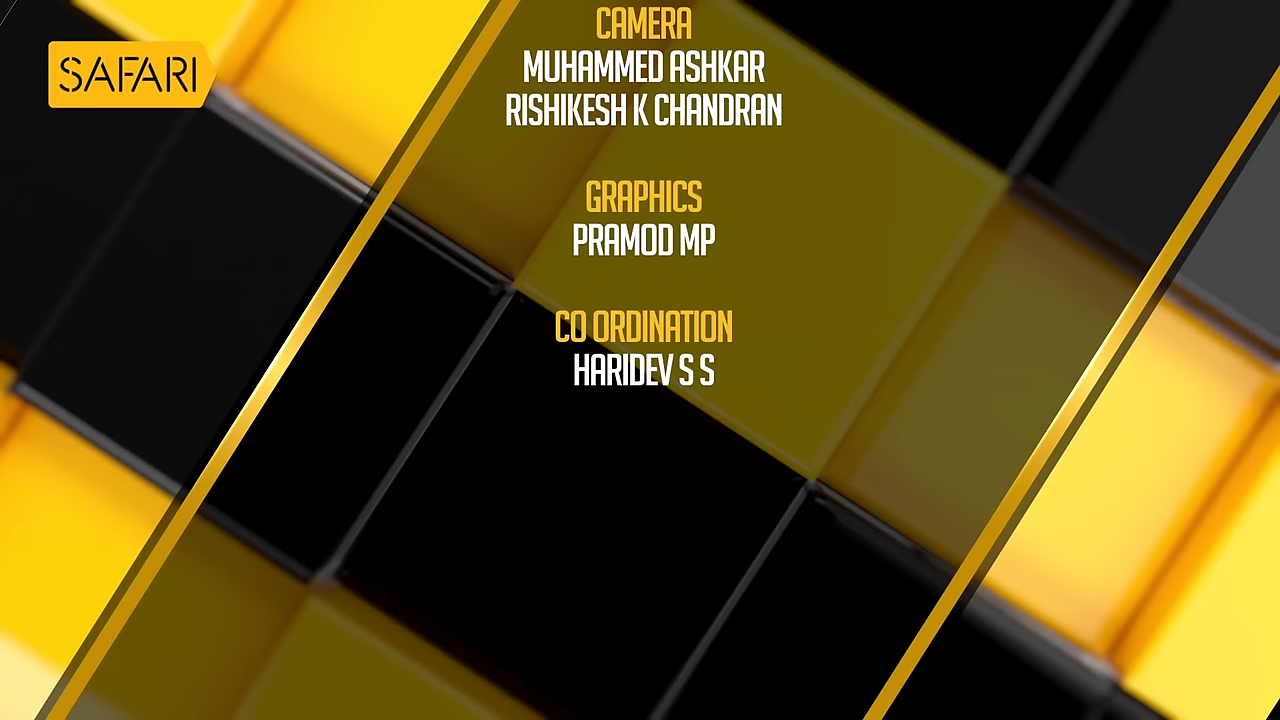 SAFARI
CAMERA
MUHAMMED ASHKAR
RISHIKESH K CHANDRAN
GRAPHICS
PRAMOD MP
CO ORDINATION
HARIDEV S S